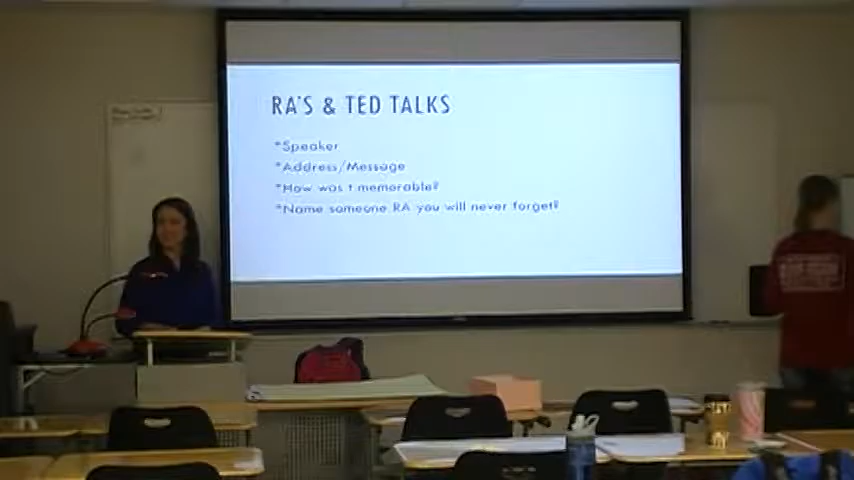 RA'S & TED TALKS
*Speaker
*Address/Message
*How was t memorable?
*Name someone RA you will never forget?